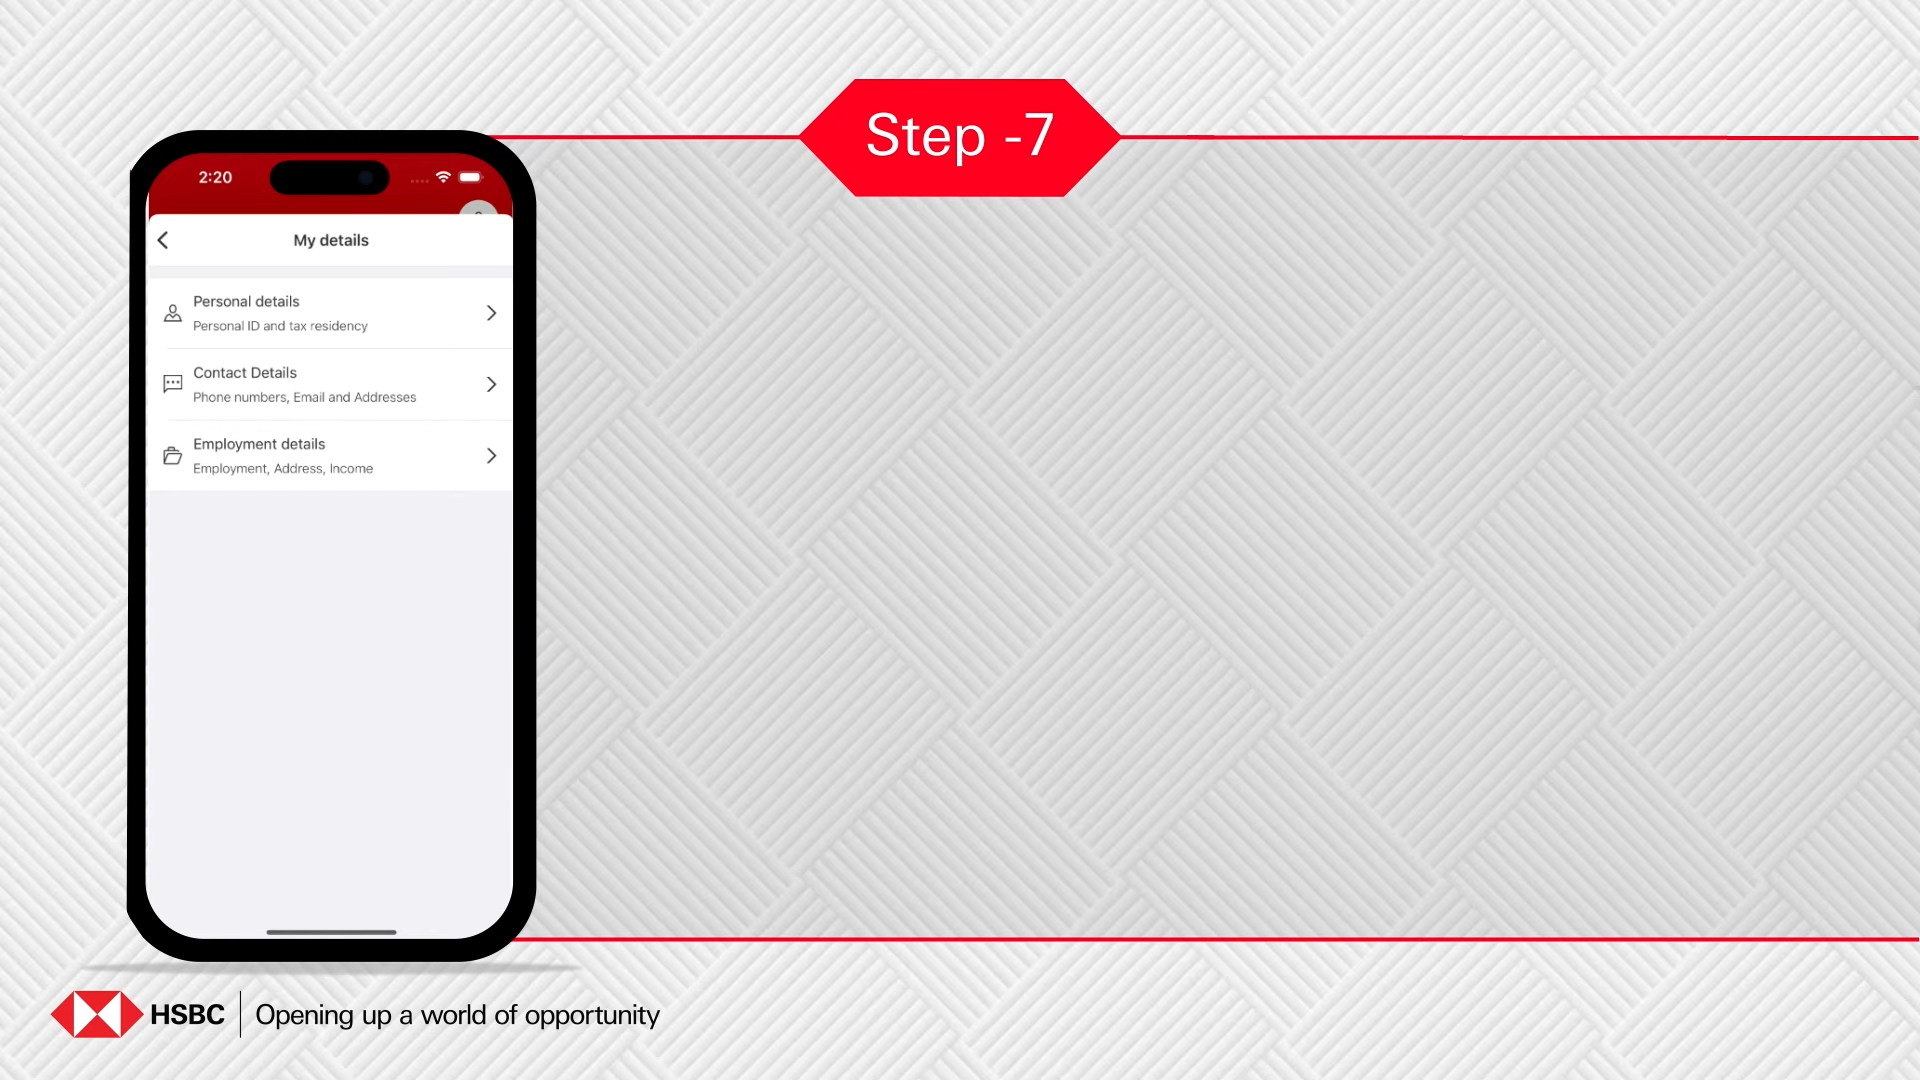 Step -7
2:20
My details
Personal details
Personal ID and tax residency
Contact Details
Phone numbers, Email and Addresses
Employment details
Employment, Address, Income
HSBC
Opening up a world of opportunity